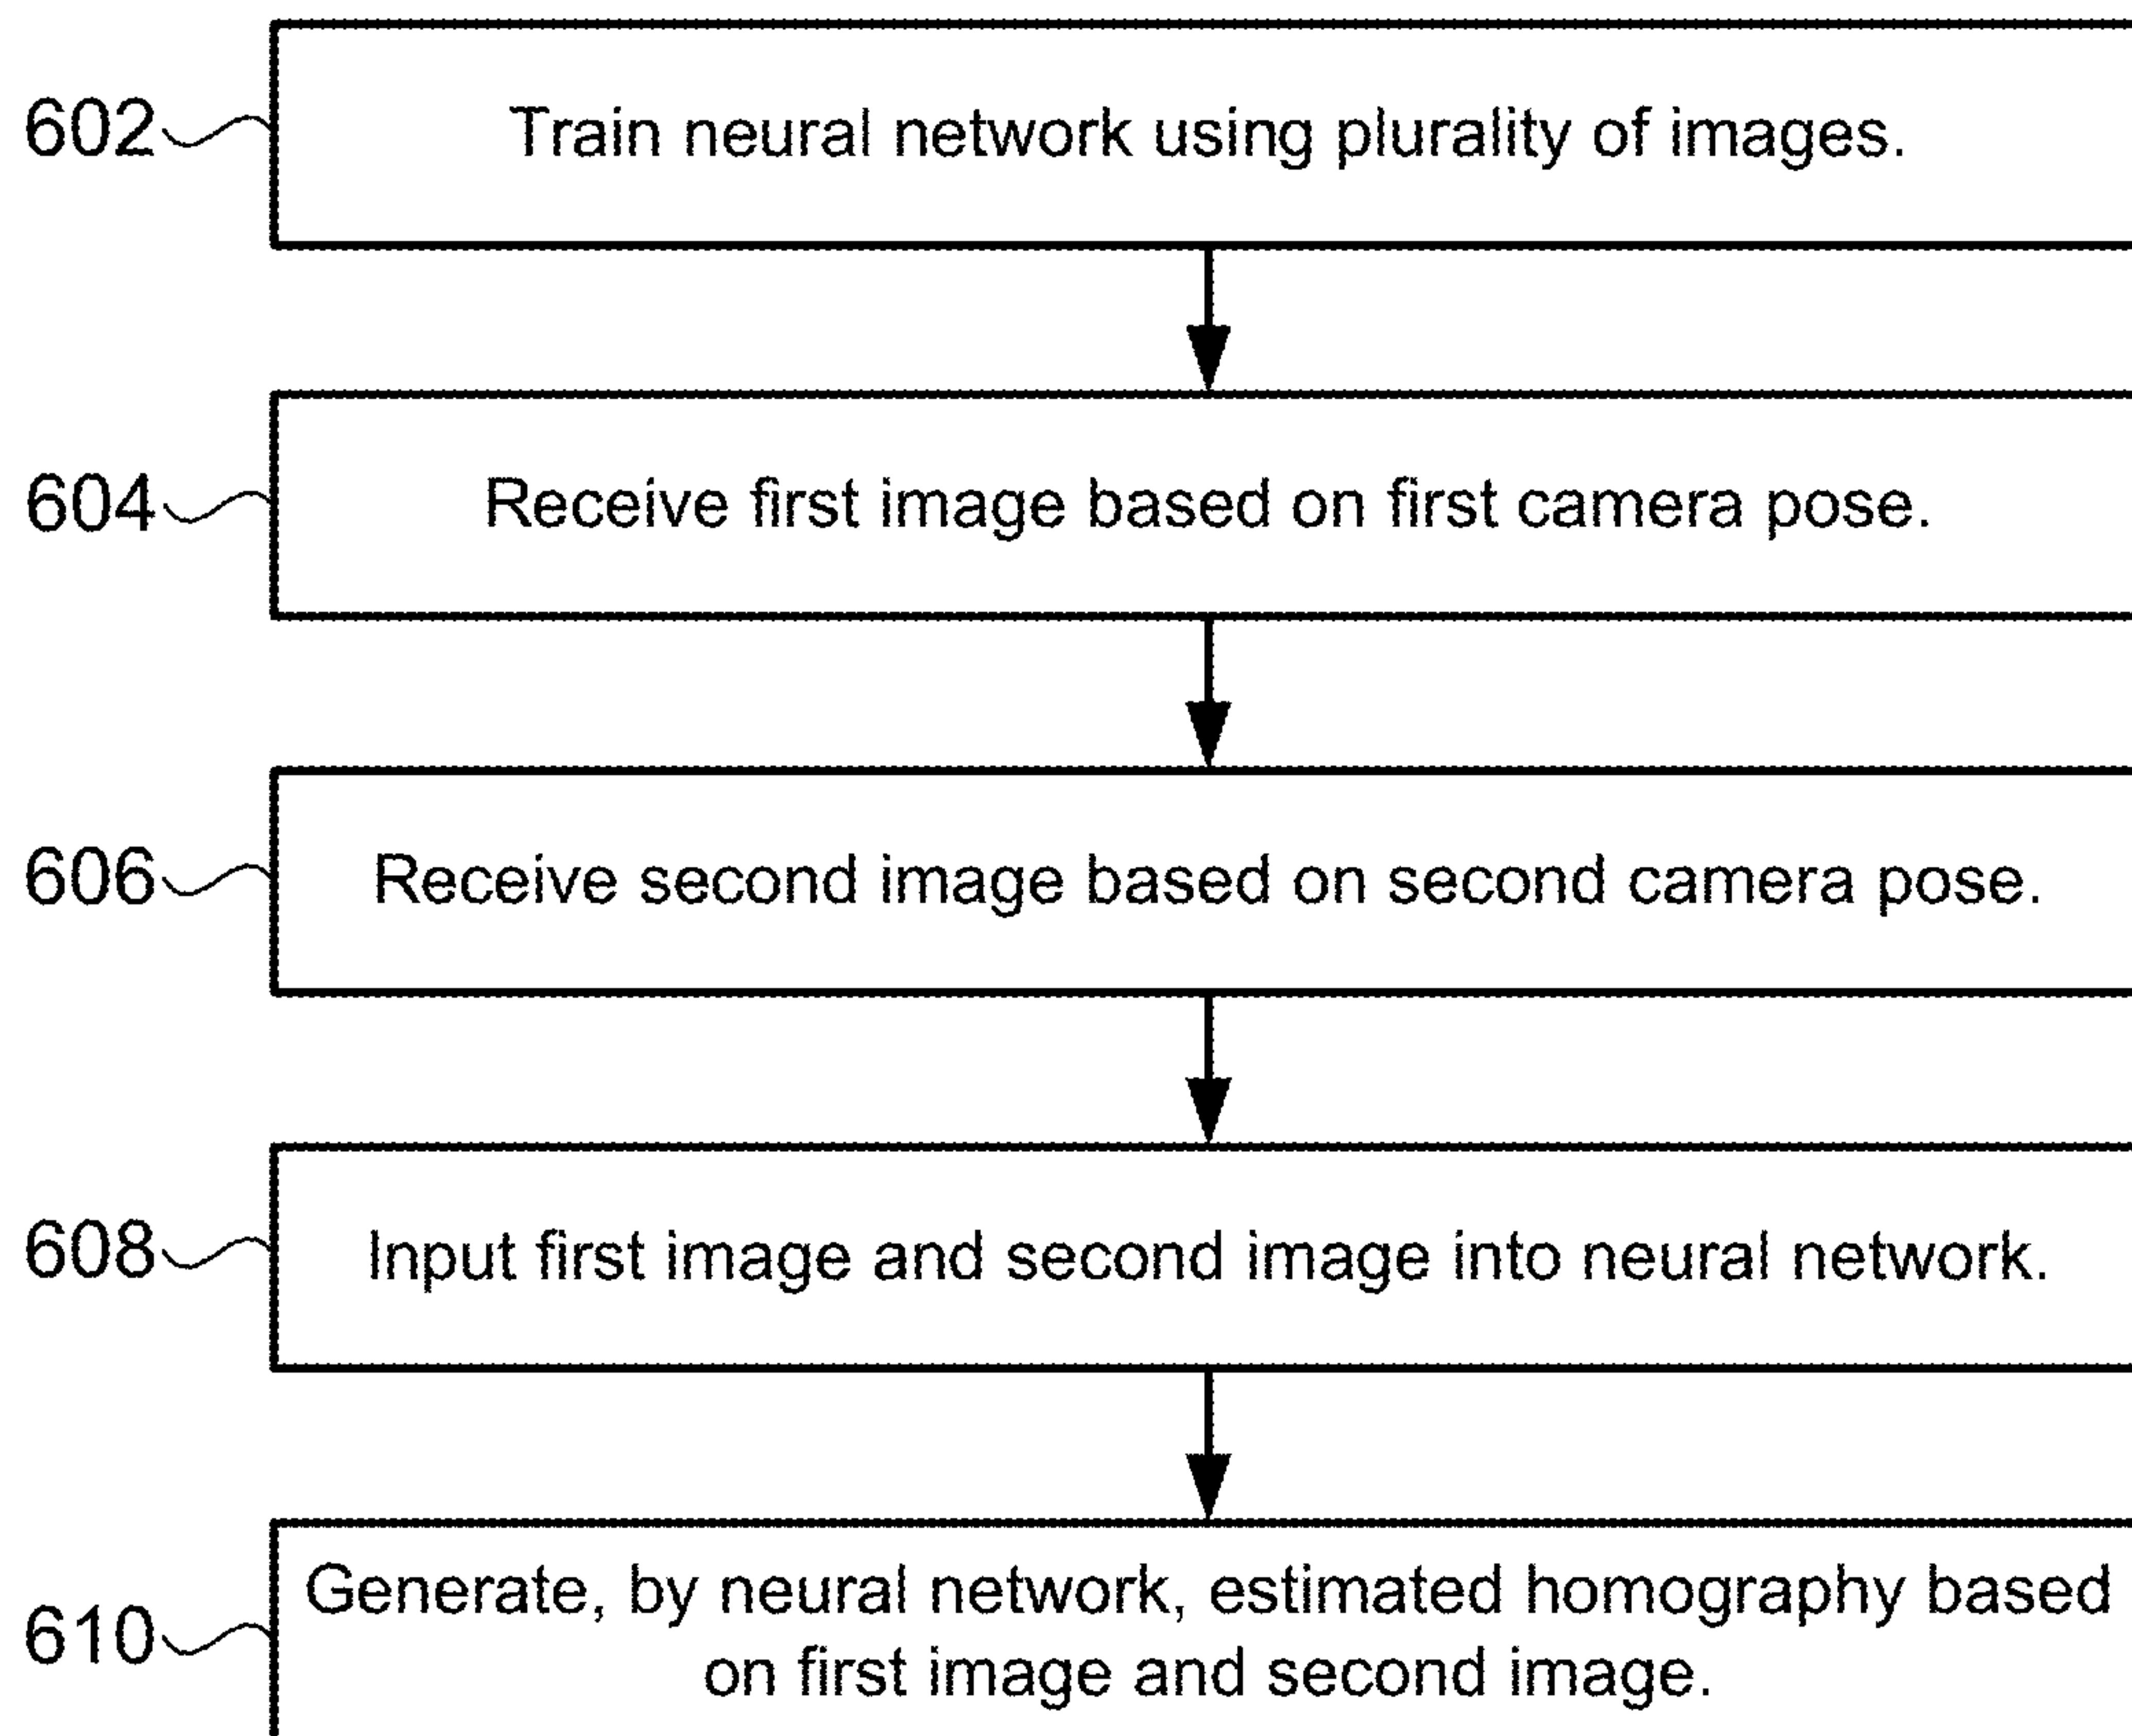 602 Train neural network using plurality of images.
604 Receive first image based on first camera pose.
606 Receive second image based on second camera pose.
608 Input first image and second image into neural network.
610 Generate, by neural network, estimated homography based
on first image and second image.